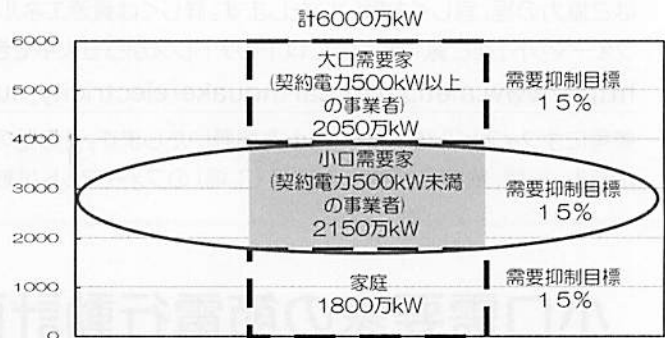 計6000万kW
6000
5000
4000
3000
2000
1000
0
大口需要家
(契約電力500kW以上
の事業者)
2050万kW
需要抑制目標
15%
小口需要家
(契約電力500kW未満
の事業者)
2150万kW
需要抑制目標
15%
家庭
1800万kW
需要抑制目標
15%